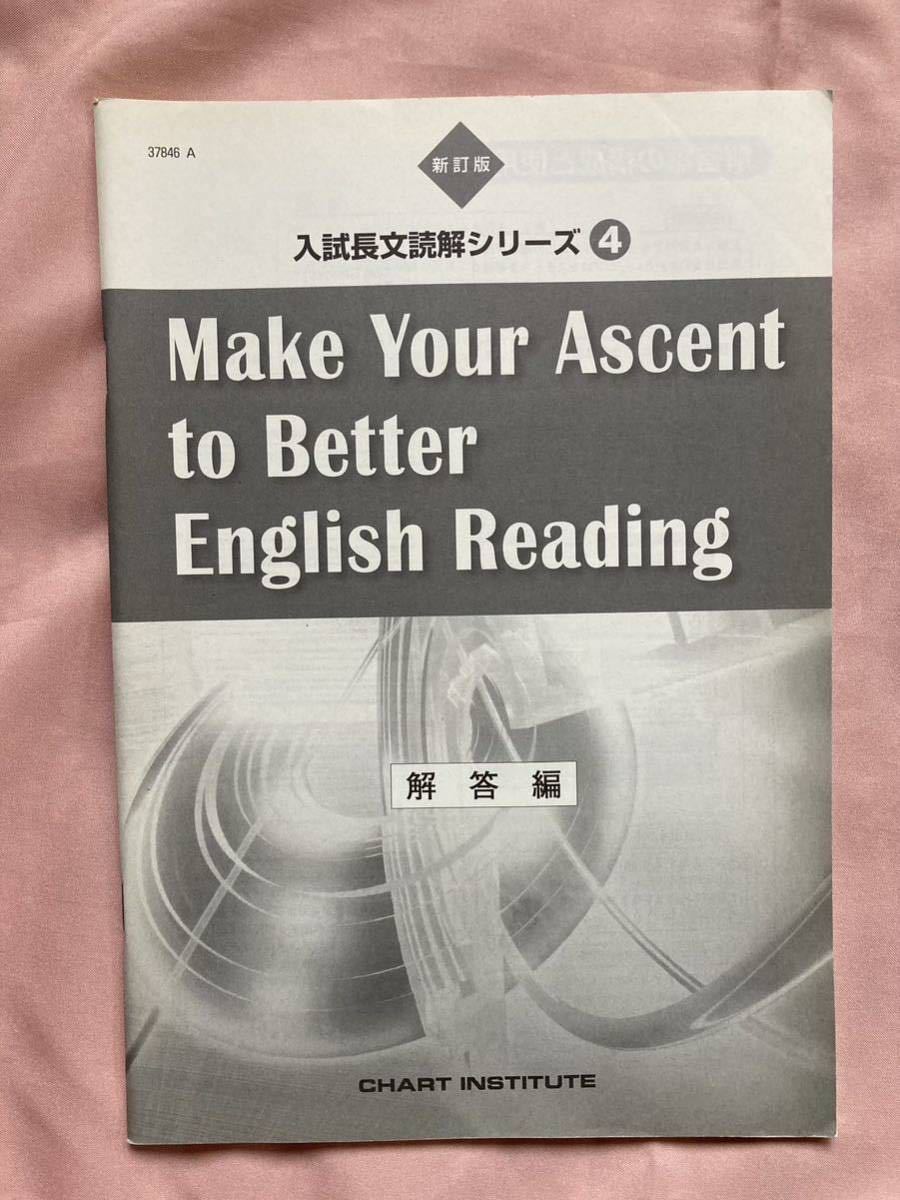 37846 A
新訂版
入試長文読解シリーズ 4
Make Your Ascent
to Better
English Reading
解答編
CHART INSTITUTE